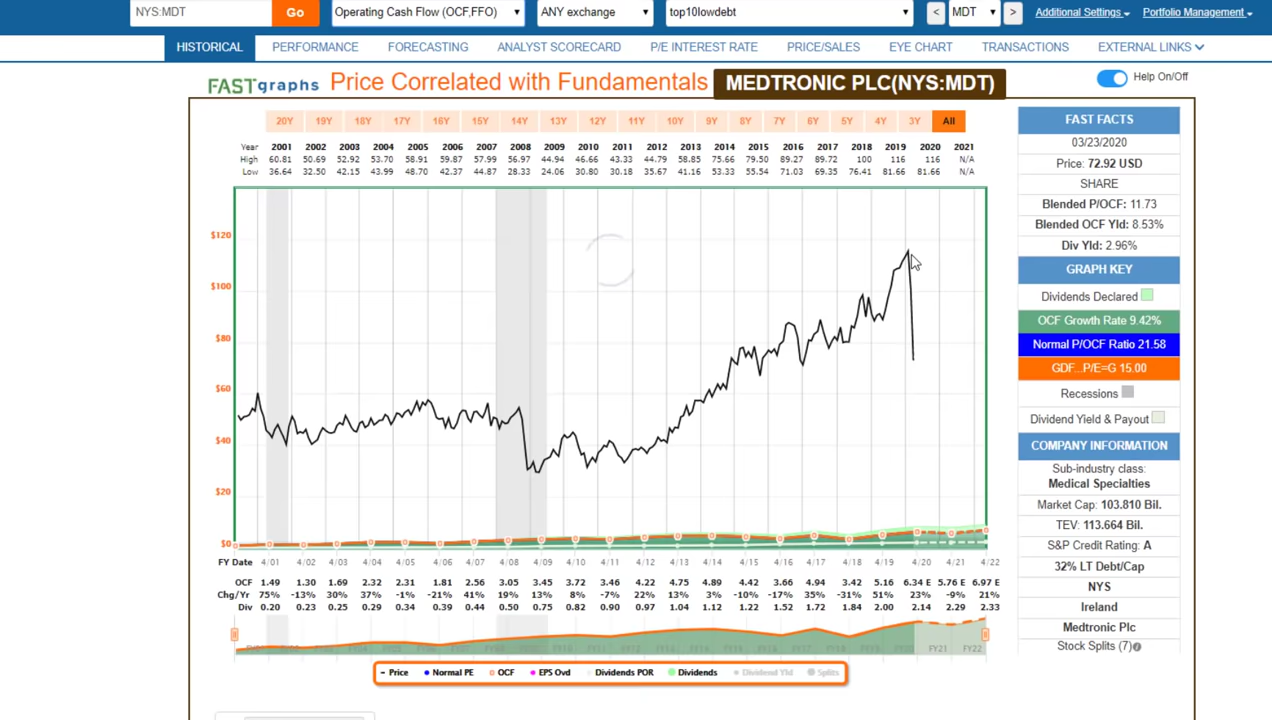 NYS:MDT Go Operating Cash Flow (OCF,FFO) ANY exchange top10lowdebt < MDT > Additional Settings Portfolio Management
HISTORICAL PERFORMANCE FORECASTING ANALYST SCORECARD P/E INTEREST RATE PRICE/SALES EYE CHART TRANSACTIONS EXTERNAL LINKS
FASTgraphs Price Correlated with Fundamentals MEDTRONIC PLC(NYS:MDT) Help On/Off
20Y 19Y 18Y 17Y 16Y 15Y 14Y 13Y 12Y 11Y 10Y 9Y 8Y 7Y 6Y 5Y 4Y 3Y All
Year 2001 2002 2003 2004 2005 2006 2007 2008 2009 2010 2011 2012 2013 2014 2015 2016 2017 2018 2019 2020 2021
High 60.81 50.69 52.92 53.70 58.91 59.87 57.99 56.97 44.94 46.66 43.33 44.79 58.85 75.66 79.50 89.27 89.72 100 116 116 N/A
Low 36.64 32.50 42.15 43.99 48.70 42.37 44.87 28.33 24.06 30.80 30.18 35.67 41.16 53.33 55.54 71.03 69.35 76.41 81.66 81.66 N/A
$120
$100
$80
$60
$40
$20
$0
FY Date 4/01 4/02 4/03 4/04 4/05 4/06 4/07 4/08 4/09 4/10 4/11 4/12 4/13 4/14 4/15 4/16 4/17 4/18 4/19 4/20 4/21 4/22
OCF 1.49 1.30 1.69 2.32 2.31 1.81 2.56 3.05 3.45 3.72 3.46 4.22 4.75 4.89 4.42 3.66 4.94 3.42 5.16 6.34 E 5.76 E 6.97 E
Chg/Yr 75% -13% 30% 37% -1% -21% 41% 19% 13% 8% -7% 22% 13% 3% -10% -17% 35% -31% 51% 23% -9% 21%
Div 0.20 0.23 0.25 0.29 0.34 0.39 0.44 0.50 0.75 0.82 0.90 0.97 1.04 1.12 1.22 1.52 1.72 1.84 2.00 2.14 2.29 2.33
FY21 FY22
Price Normal PE OCF EPS Ovd Dividends POR Dividends Dividend Yld Splits
FAST FACTS
03/23/2020
Price: 72.92 USD
SHARE
Blended P/OCF: 11.73
Blended OCF Yld: 8.53%
Div Yld: 2.96%
GRAPH KEY
Dividends Declared
OCF Growth Rate 9.42%
Normal P/OCF Ratio 21.58
GDF...P/E=G 15.00
Recessions
Dividend Yield & Payout
COMPANY INFORMATION
Sub-industry class:
Medical Specialties
Market Cap: 103.810 Bil.
TEV: 113.664 Bil.
S&P Credit Rating: A
32% LT Debt/Cap
NYS
Ireland
Medtronic Plc
Stock Splits (7)